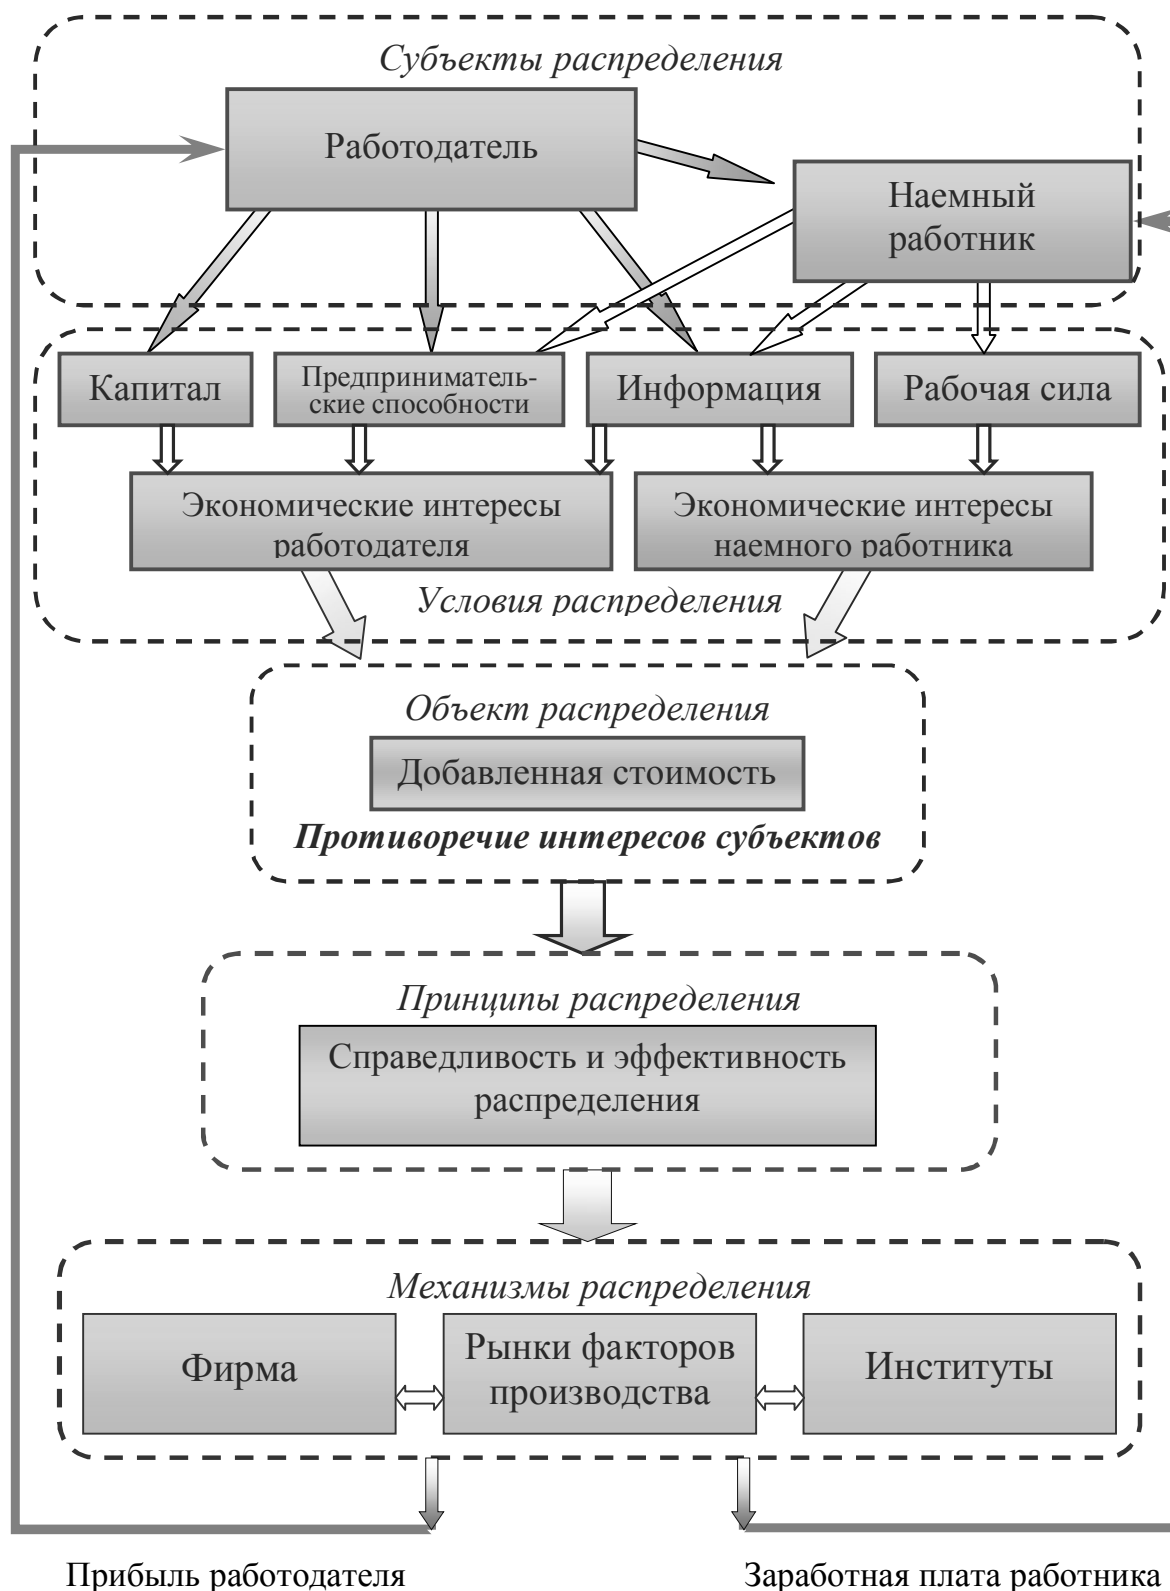 Субъекты распределения
Работодатель
Наемный
работник
Капитал
Предприниматель-
ские способности
Информация
Рабочая сила
Экономические интересы
работодателя
Экономические интересы
наемного работника
Условия распределения
Объект распределения
Добавленная стоимость
Противоречие интересов субъектов
Принципы распределения
Справедливость и эффективность
распределения
Механизмы распределения
Фирма
Рынки факторов
производства
Институты
Прибыль работодателя
Заработная плата работника